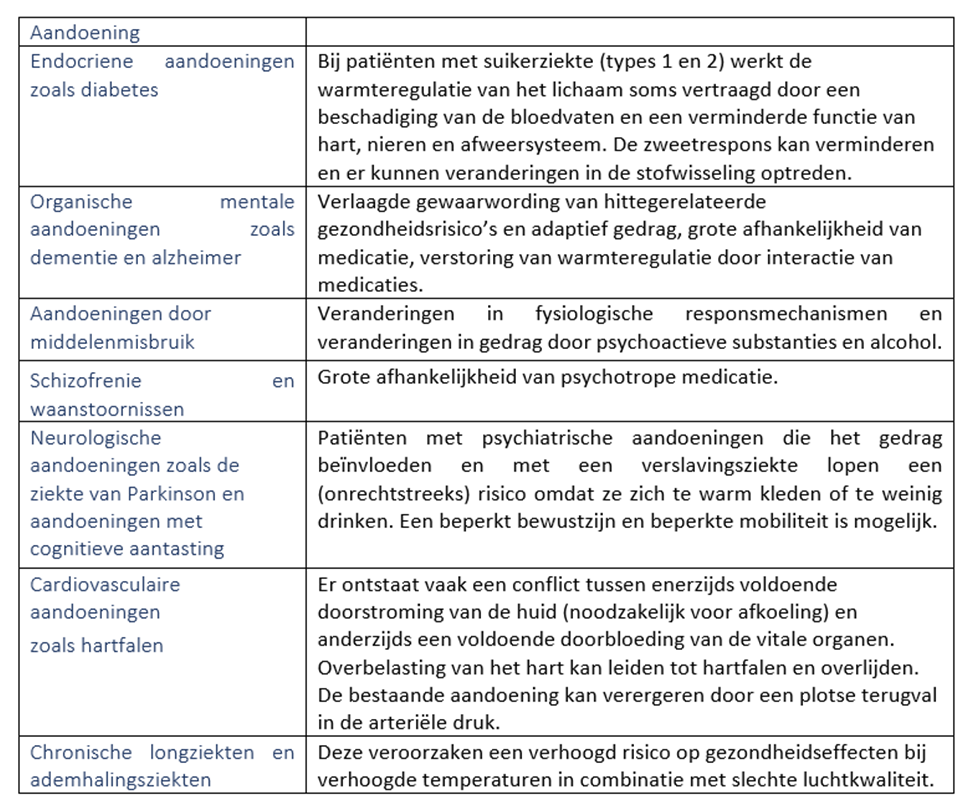 Aandoening
Endocriene aandoeningen
zoals diabetes
Bij patiënten met suikerziekte (types 1 en 2) werkt de
warmteregulatie van het lichaam soms vertraagd door een
beschadiging van de bloedvaten en een verminderde functie van
hart, nieren en afweersysteem. De zweetrespons kan verminderen
en er kunnen veranderingen in de stofwisseling optreden.
Organische mentale
aandoeningen zoals
dementie en alzheimer
Verlaagde gewaarwording van hittegerelateerde
gezondheidsrisico’s en adaptief gedrag, grote afhankelijkheid van
medicatie, verstoring van warmteregulatie door interactie van
medicaties.
Aandoeningen door
middelenmisbruik
Veranderingen in fysiologische responsmechanismen en
veranderingen in gedrag door psychoactieve substanties en alcohol.
Schizofrenie en
waanstoornissen
Grote afhankelijkheid van psychotrope medicatie.
Neurologische
aandoeningen zoals de
ziekte van Parkinson en
aandoeningen met
cognitieve aantasting
Patiënten met psychiatrische aandoeningen die het gedrag
beïnvloeden en met een verslavingsziekte lopen een
(onrechtstreeks) risico omdat ze zich te warm kleden of te weinig
drinken. Een beperkt bewustzijn en beperkte mobiliteit is mogelijk.
Cardiovasculaire
aandoeningen
zoals hartfalen
Er ontstaat vaak een conflict tussen enerzijds voldoende
doorstroming van de huid (noodzakelijk voor afkoeling) en
anderzijds een voldoende doorbloeding van de vitale organen.
Overbelasting van het hart kan leiden tot hartfalen en overlijden.
De bestaande aandoening kan verergeren door een plotse terugval
in de arteriële druk.
Chronische longziekten en
ademhalingsziekten
Deze veroorzaken een verhoogd risico op gezondheidseffecten bij
verhoogde temperaturen in combinatie met slechte luchtkwaliteit.